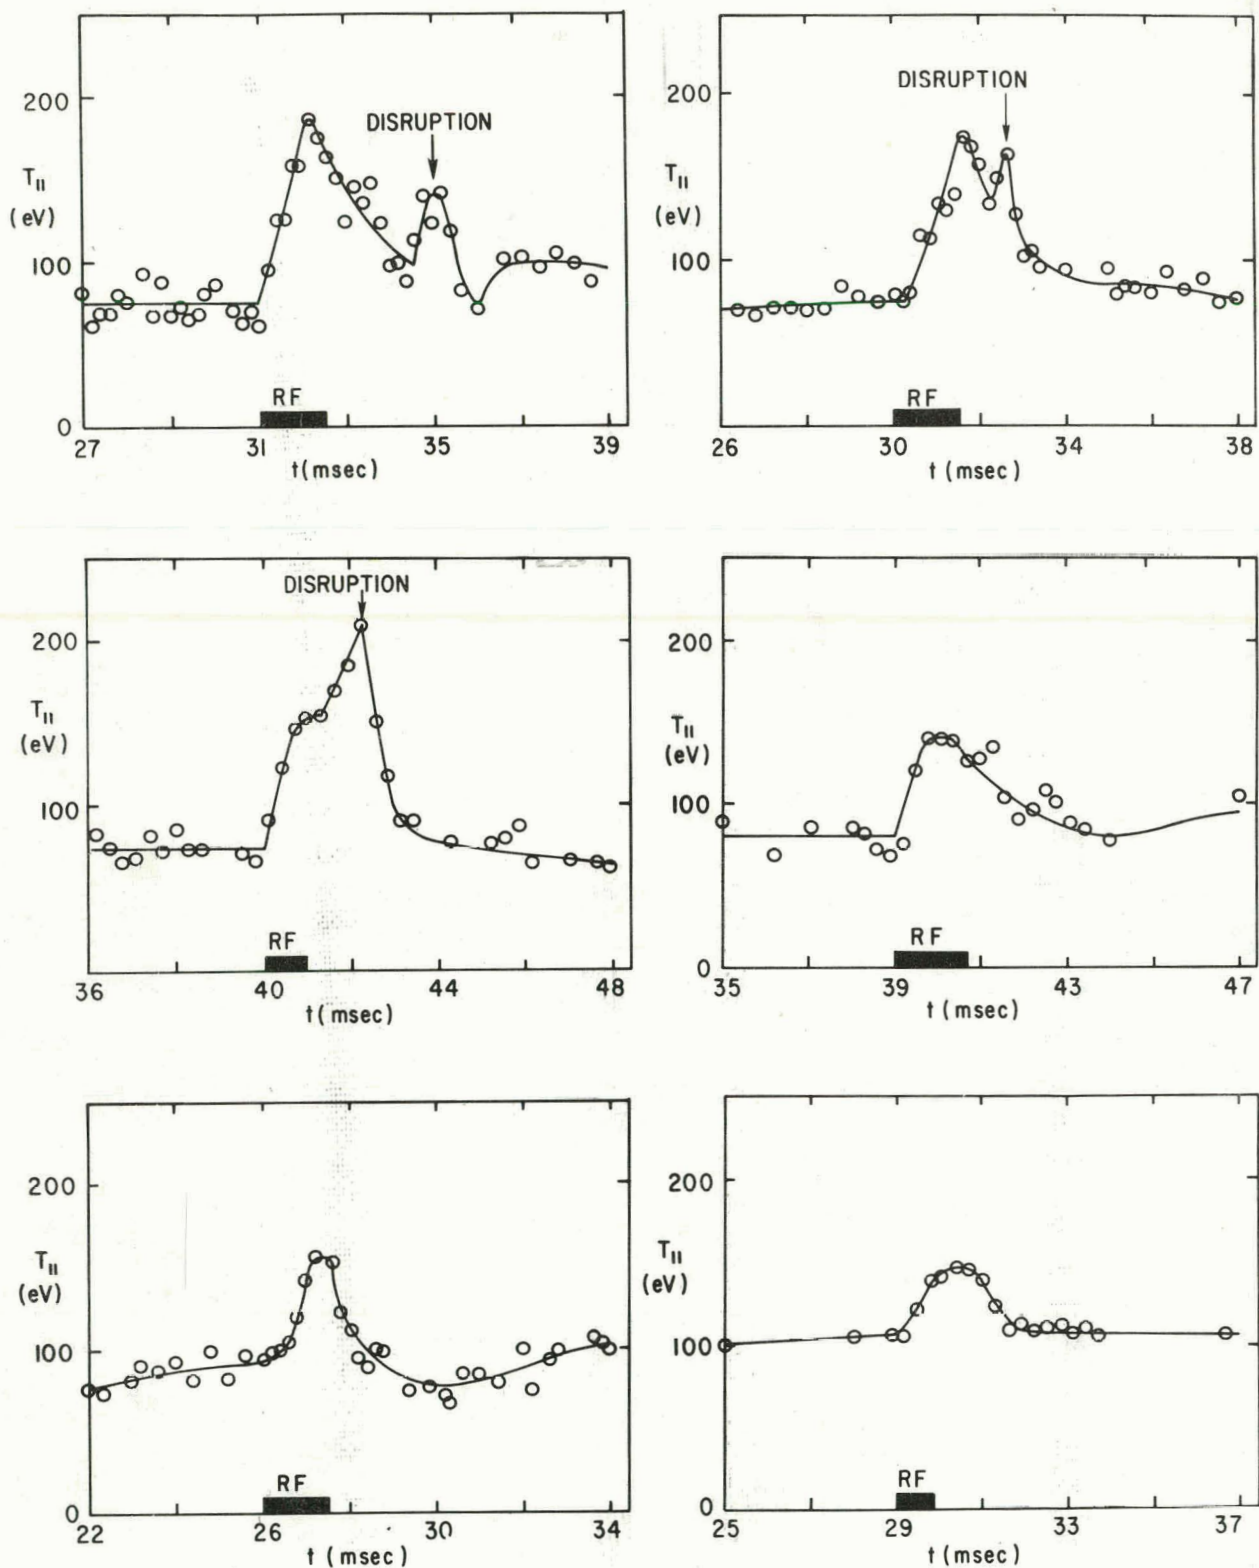 200
DISRUPTION
T||
(eV)
100
RF
0
27 31 35 39
t(msec)
200
DISRUPTION
T||
(eV)
100
RF
0
26 30 34 38
t (msec)
DISRUPTION
200
T||
(eV)
100
RF
0
36 40 44 48
t (msec)
200
T||
(eV)
100
RF
0
35 39 43 47
t (msec)
200
T||
(eV)
100
RF
0
22 26 30 34
t (msec)
200
T||
(eV)
100
RF
0
25 29 33 37
t (msec)